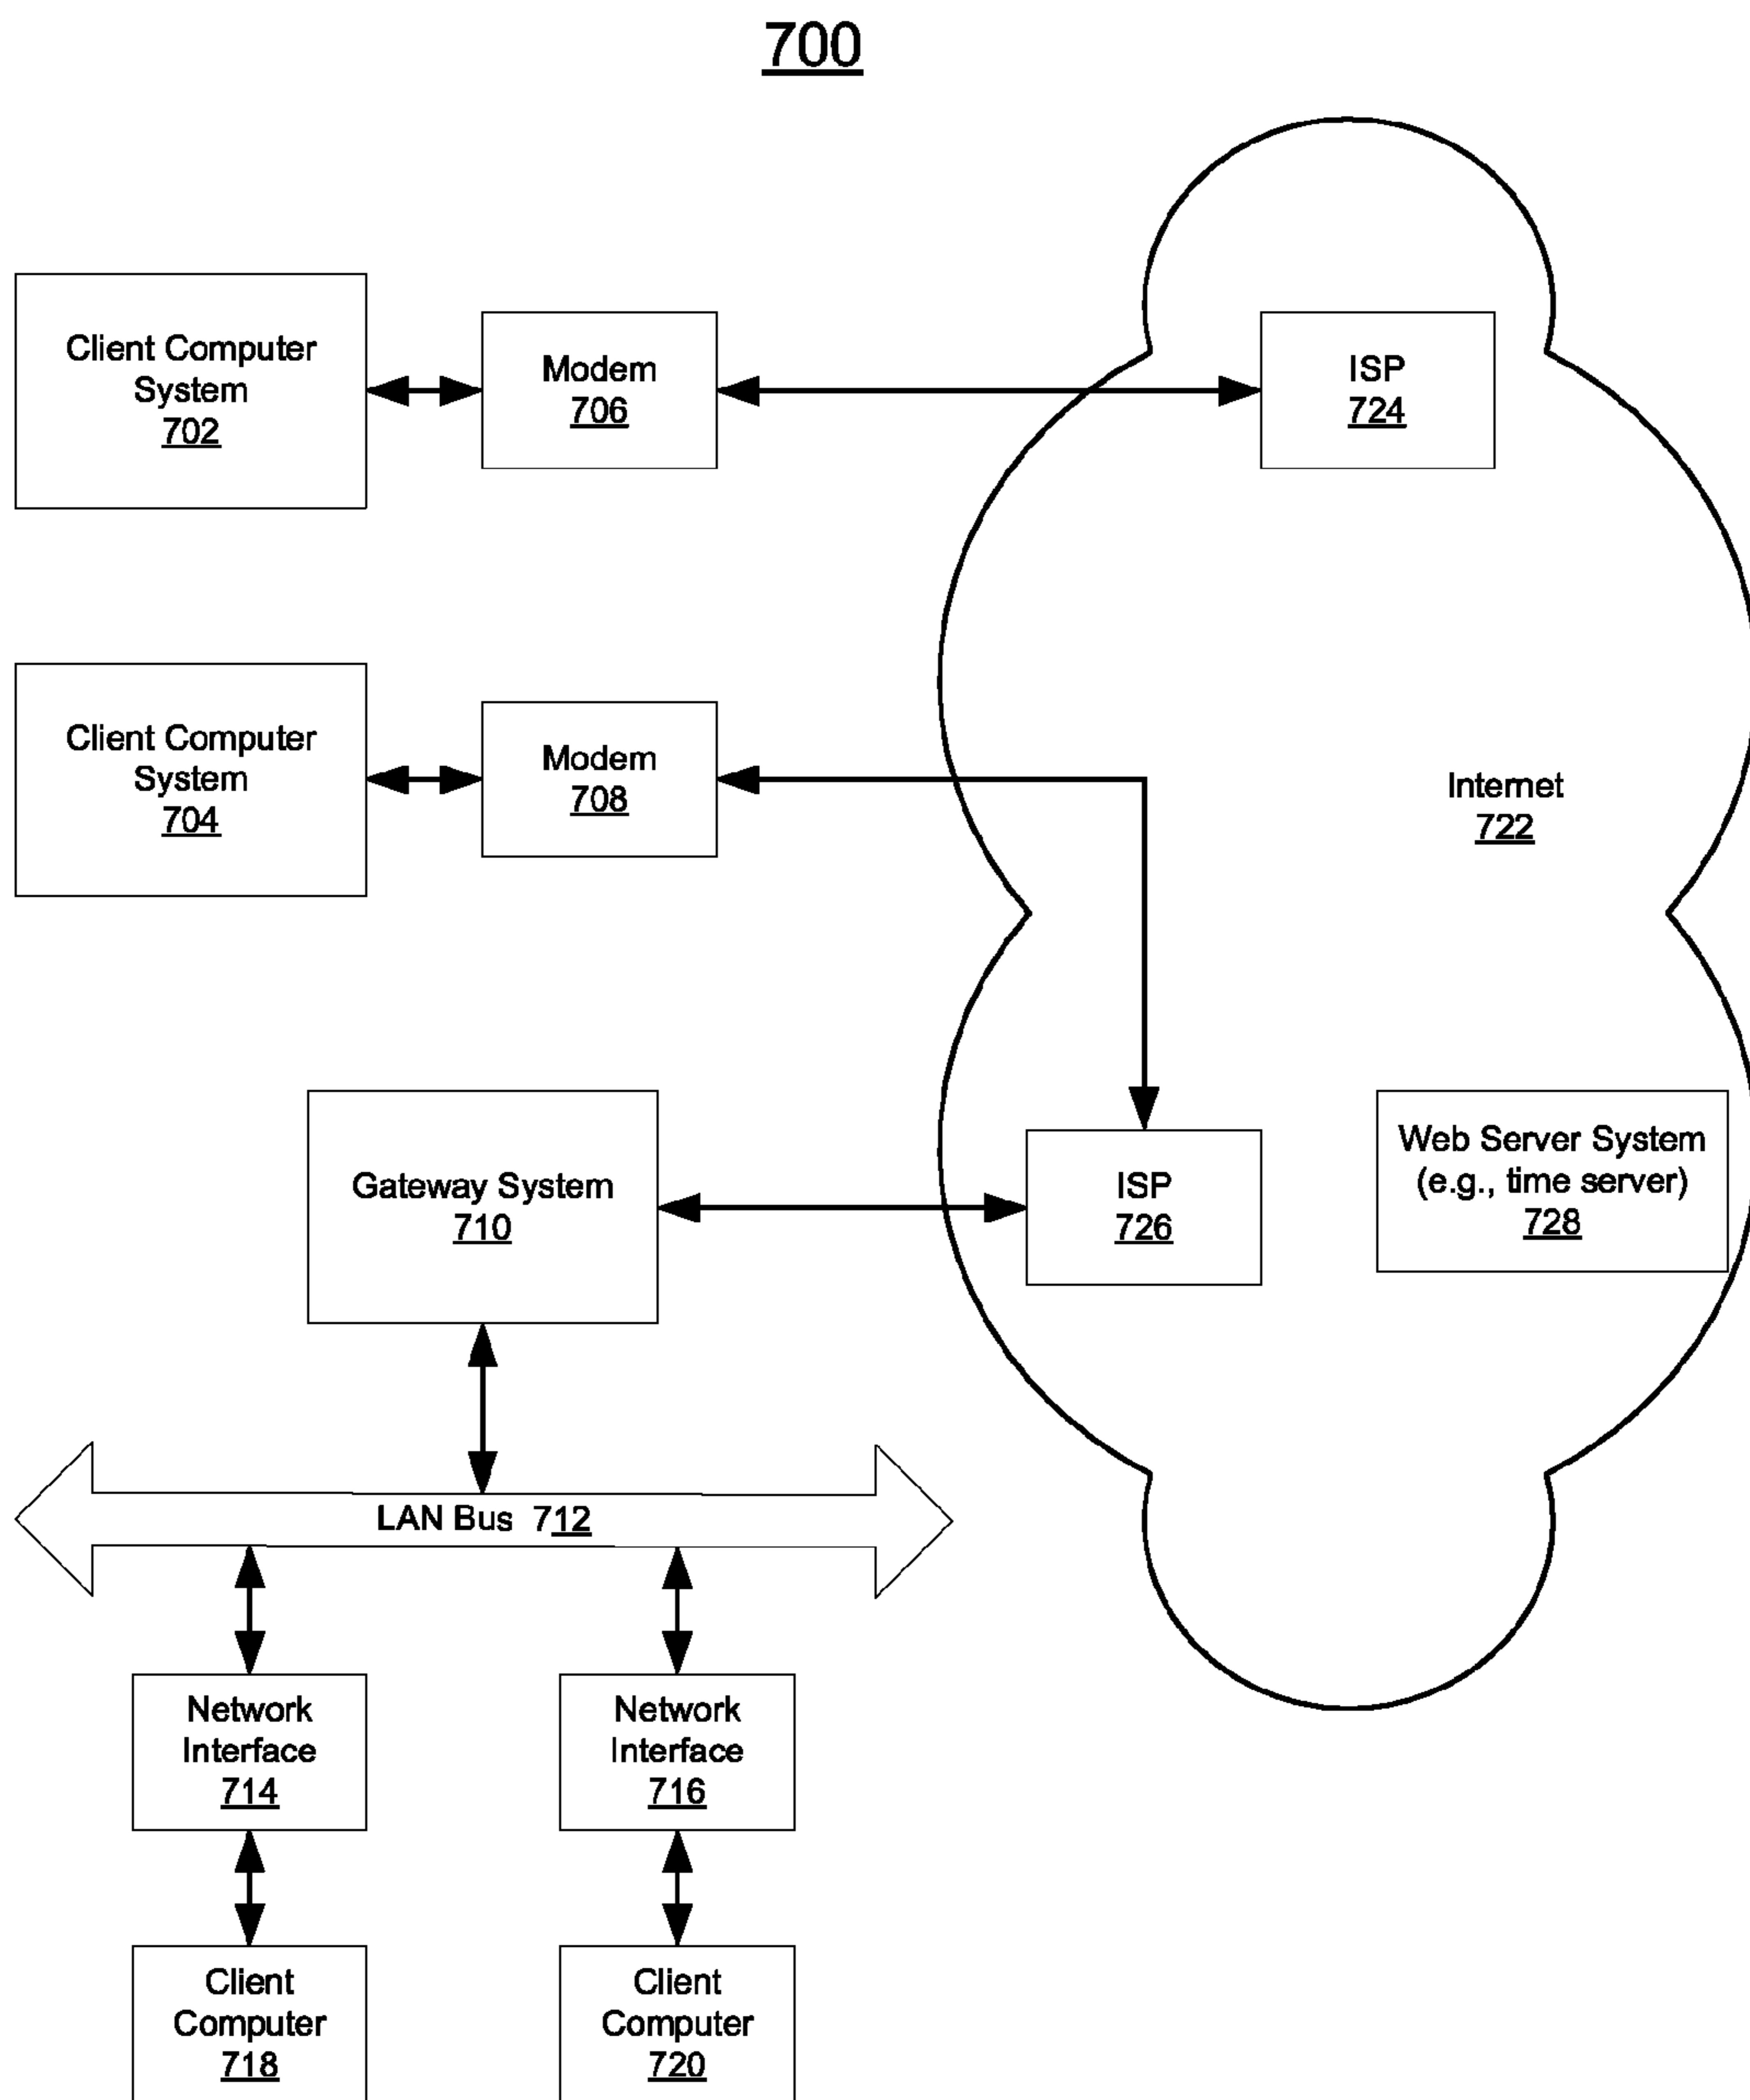 700
Client Computer
System
702
Modem
706
ISP
724
Client Computer
System
704
Modem
708
Internet
722
Gateway System
710
ISP
726
Web Server System
(e.g., time server)
728
LAN Bus 712
Network
Interface
714
Network
Interface
716
Client
Computer
718
Client
Computer
720